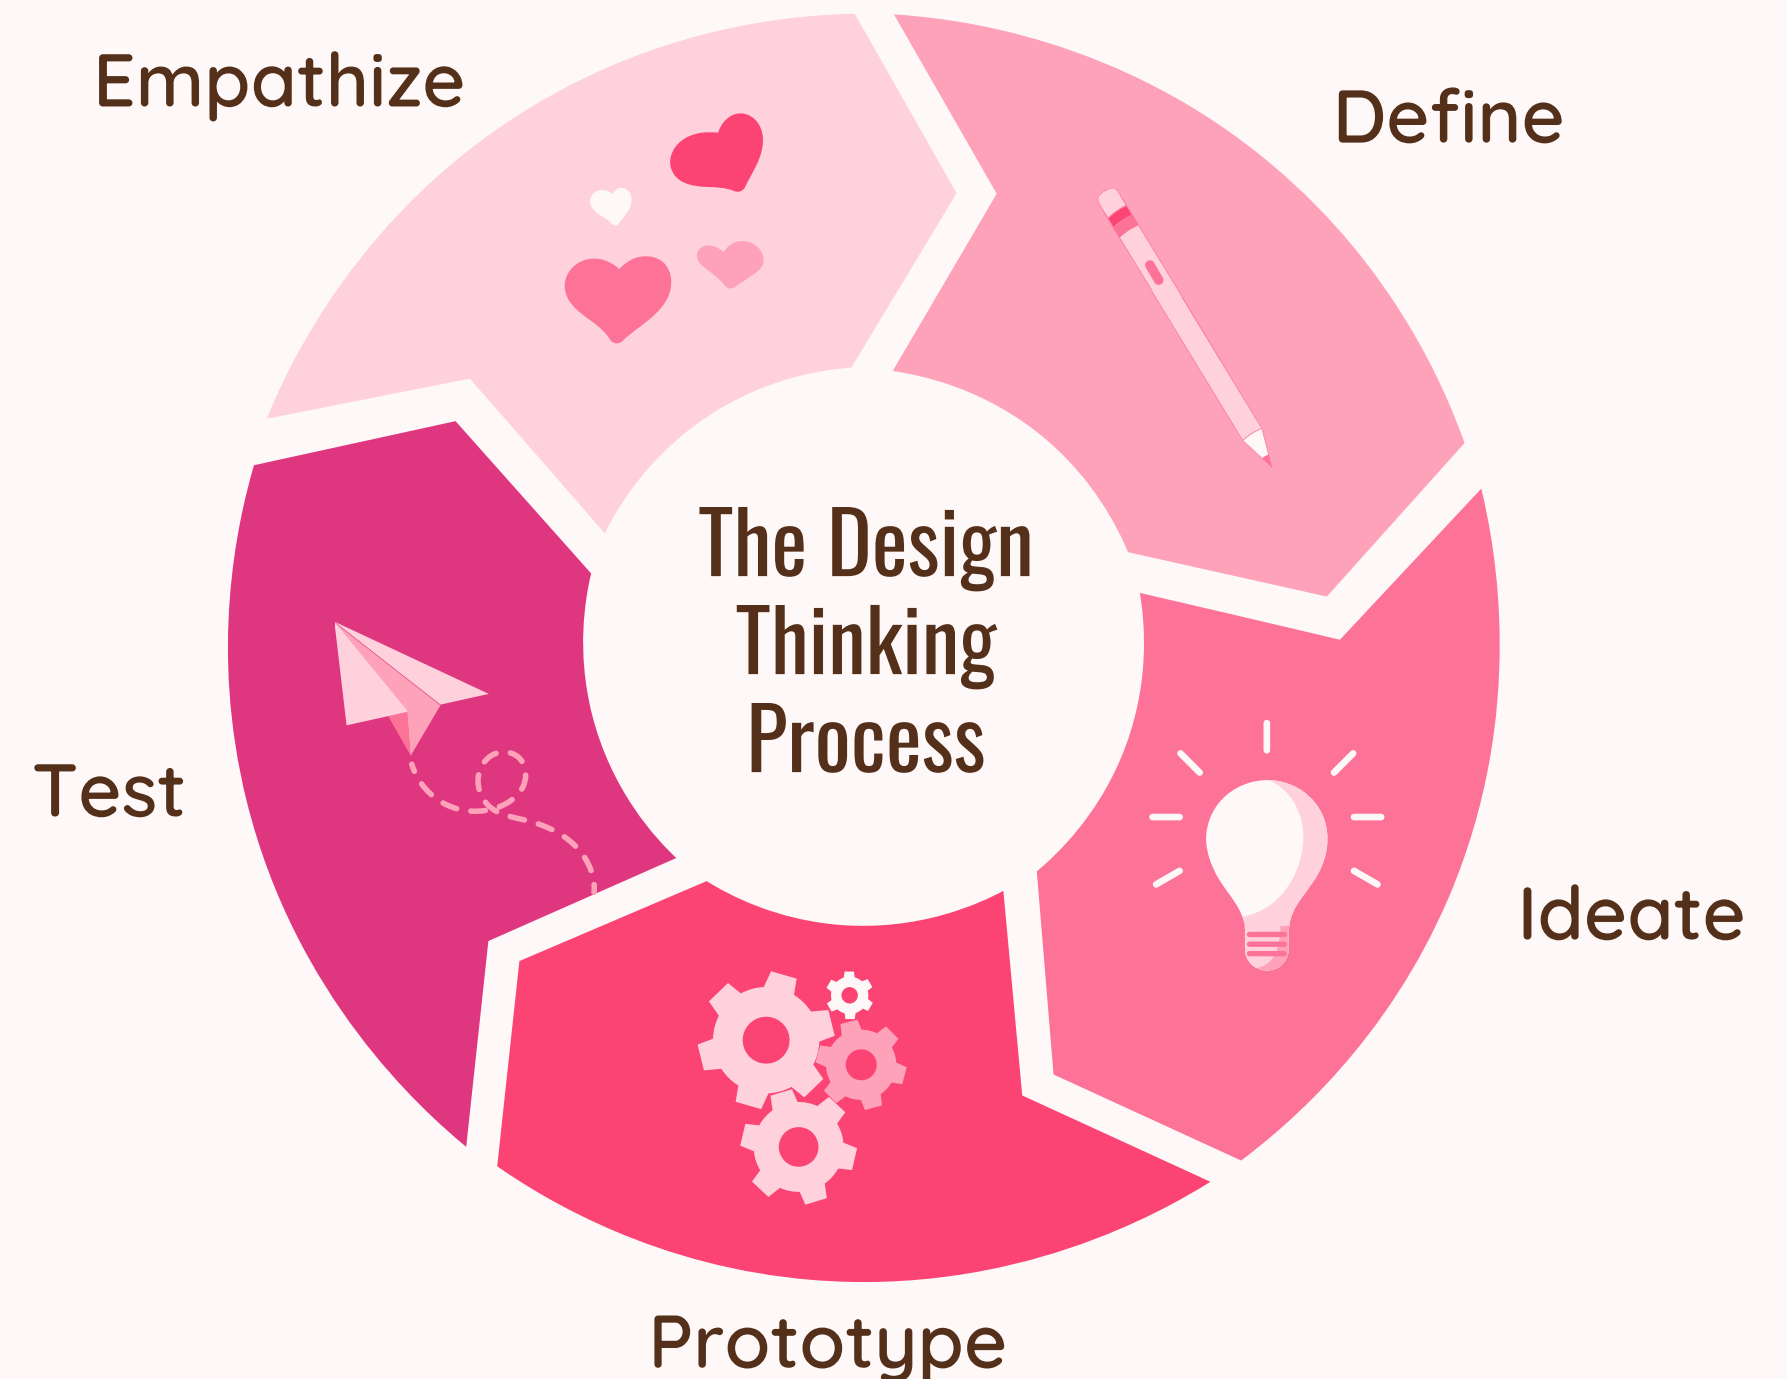 Empathize
Define
The Design
Thinking
Process
Test
Ideate
Prototype